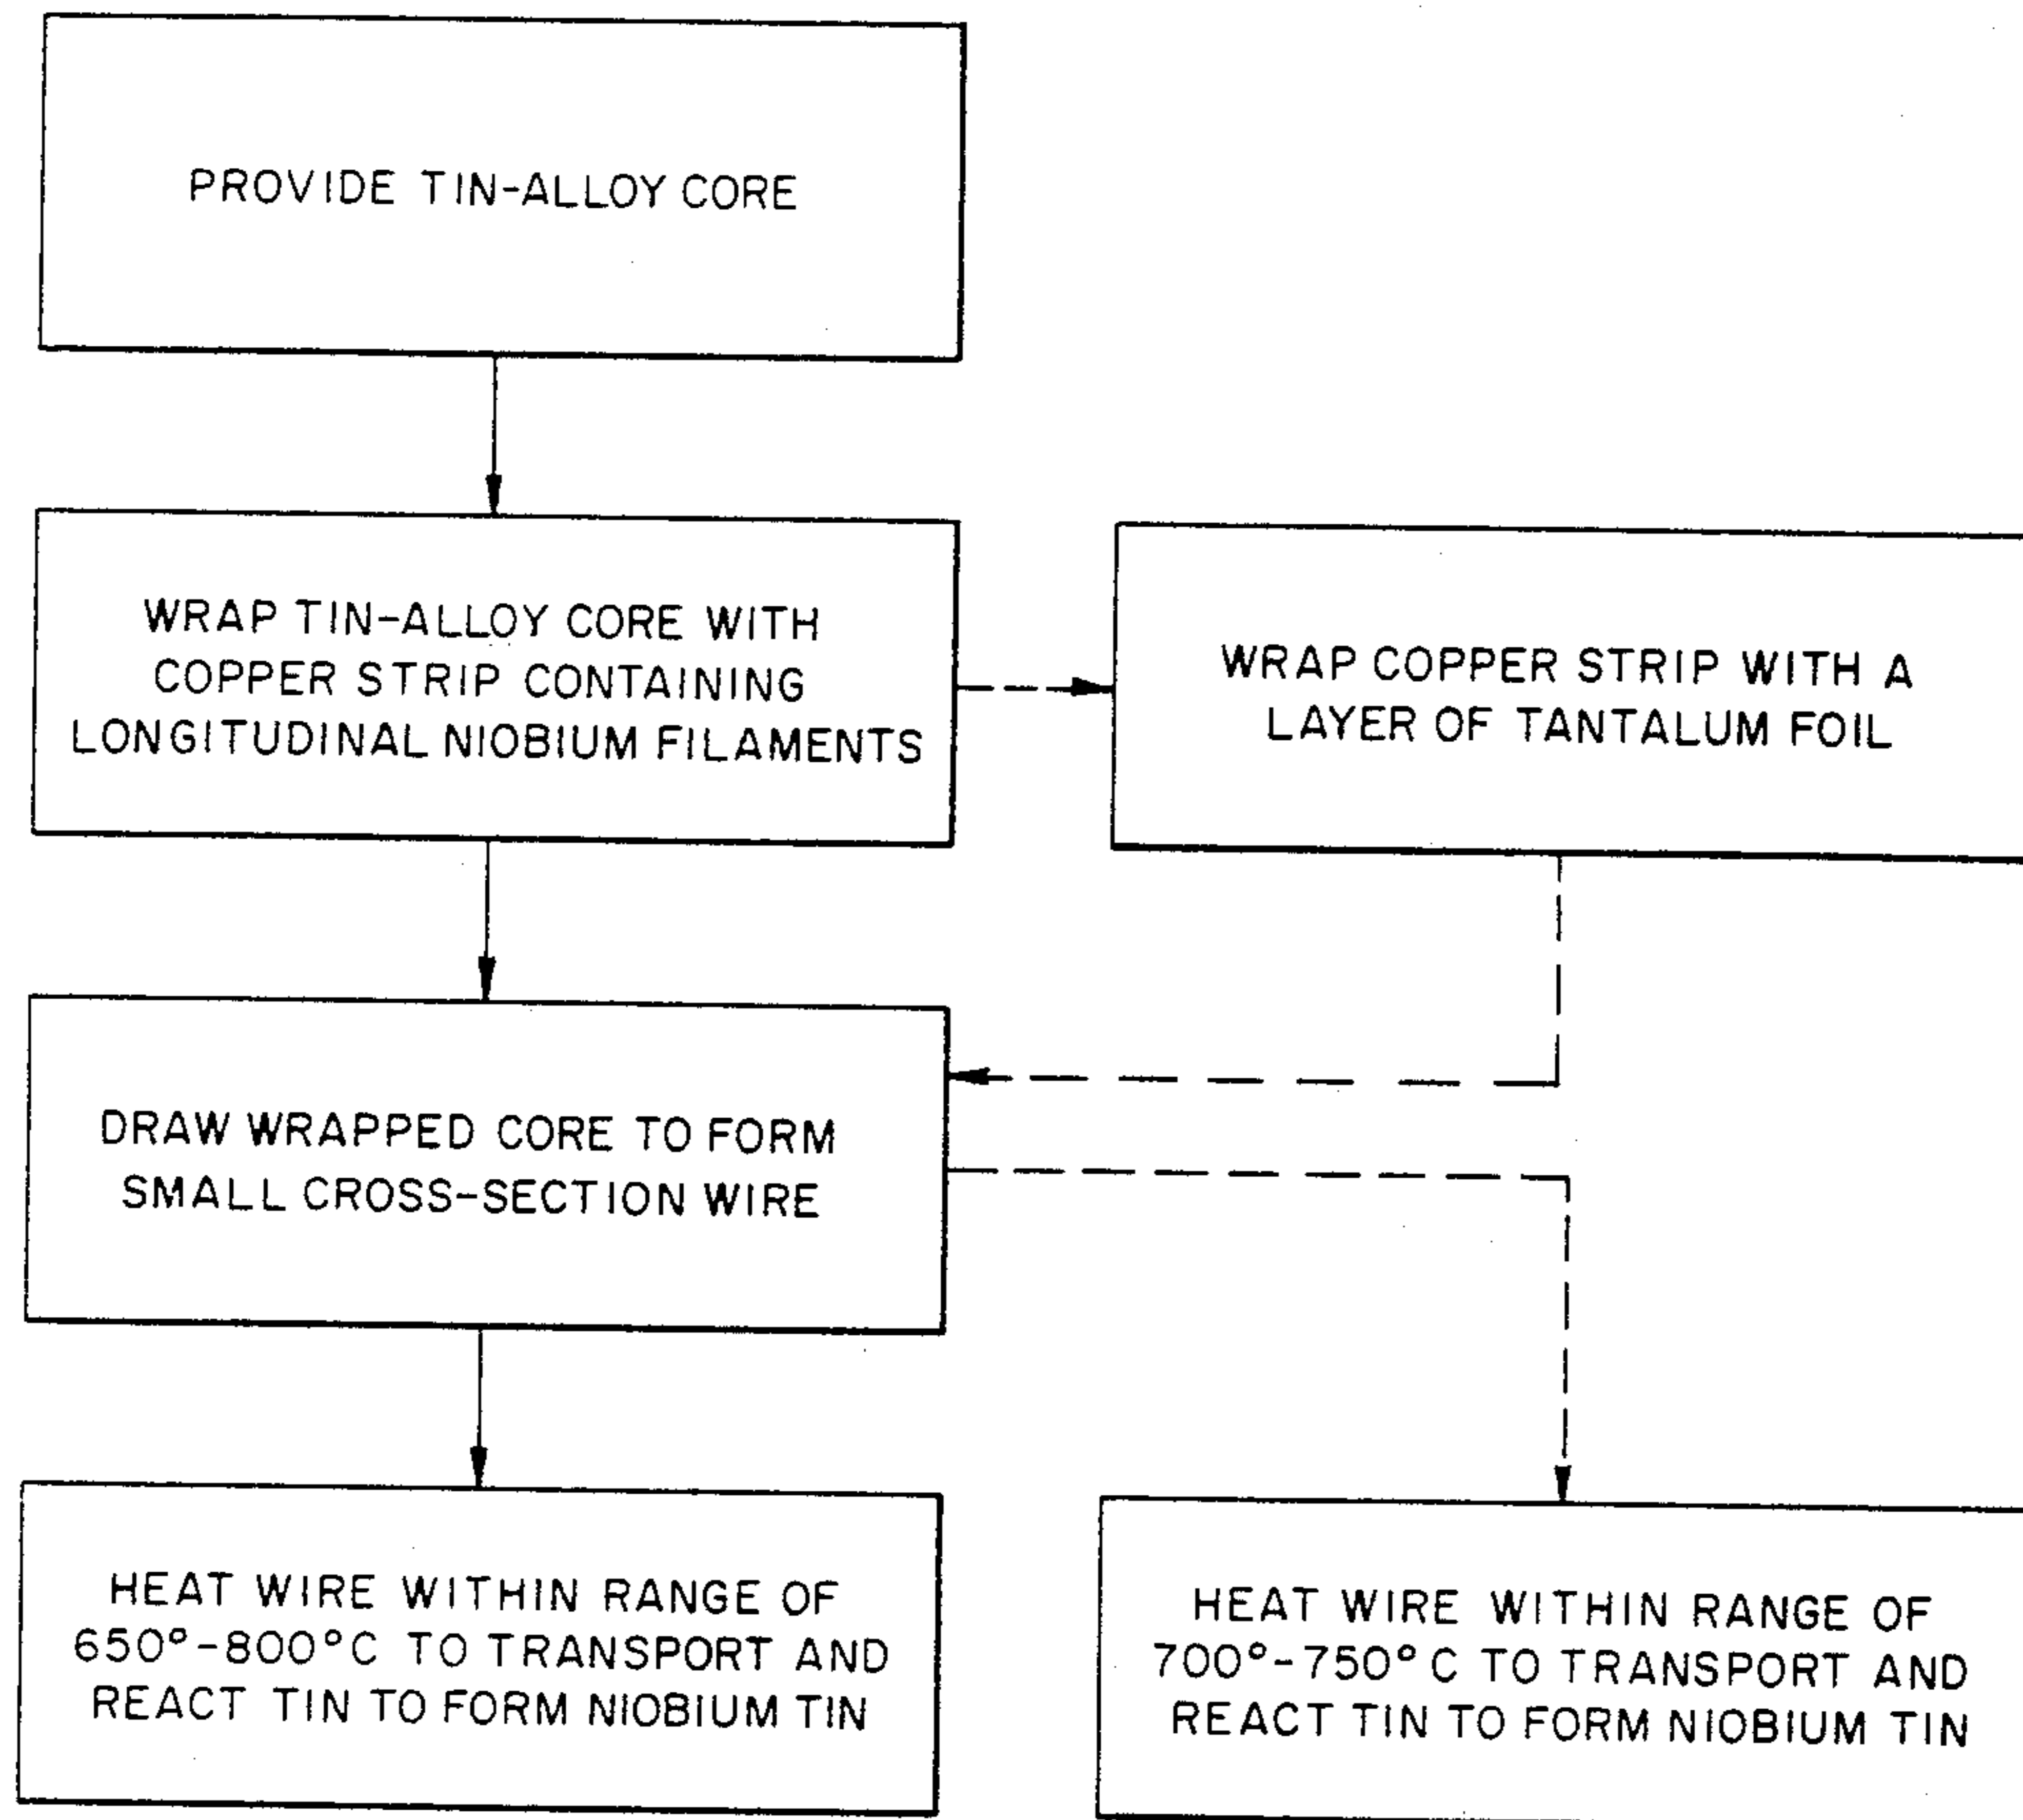 PROVIDE TIN-ALLOY CORE
WRAP TIN-ALLOY CORE WITH
COPPER STRIP CONTAINING
LONGITUDINAL NIOBIUM FILAMENTS
WRAP COPPER STRIP WITH A
LAYER OF TANTALUM FOIL
DRAW WRAPPED CORE TO FORM
SMALL CROSS-SECTION WIRE
HEAT WIRE WITHIN RANGE OF
650°-800°C TO TRANSPORT AND
REACT TIN TO FORM NIOBIUM TIN
HEAT WIRE WITHIN RANGE OF
700°-750°C TO TRANSPORT AND
REACT TIN TO FORM NIOBIUM TIN